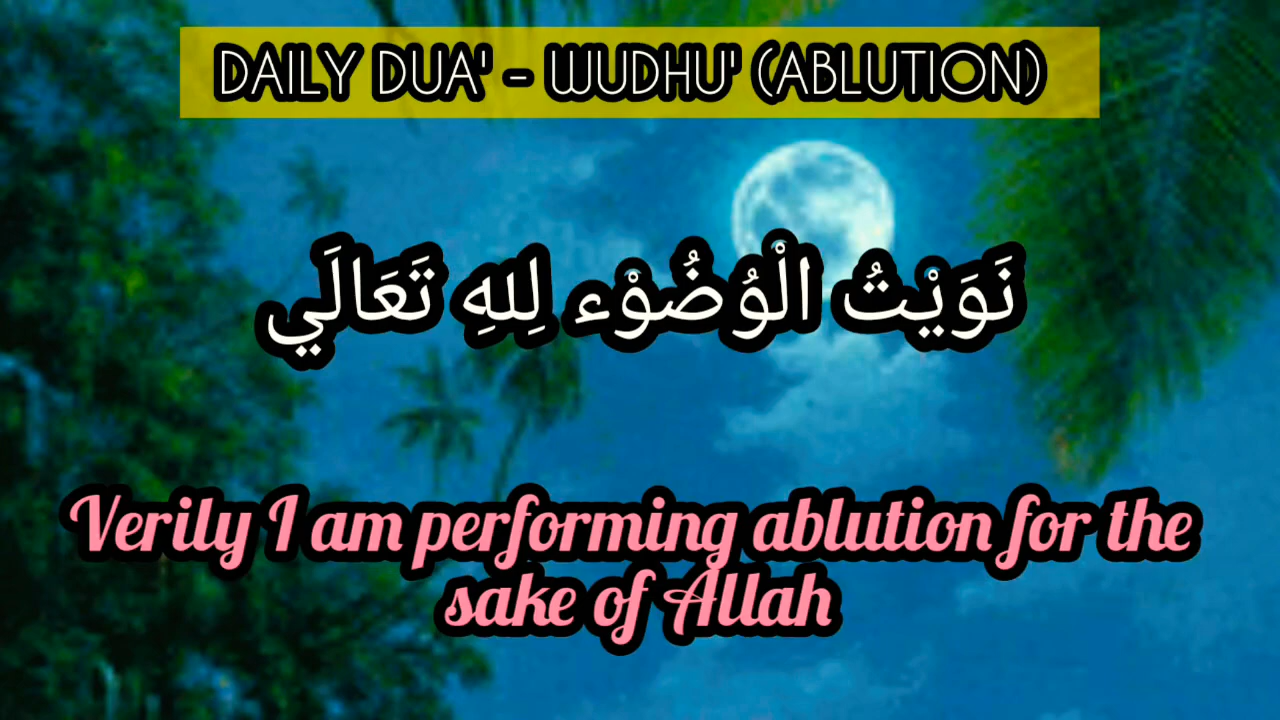 DAILY DUA' - WUDHU' (ABLUTION)
نَوَيْتُ الْوُضُوْء لِلهِ تَعَالَي
Verily I am performing ablution for the
sake of Allah